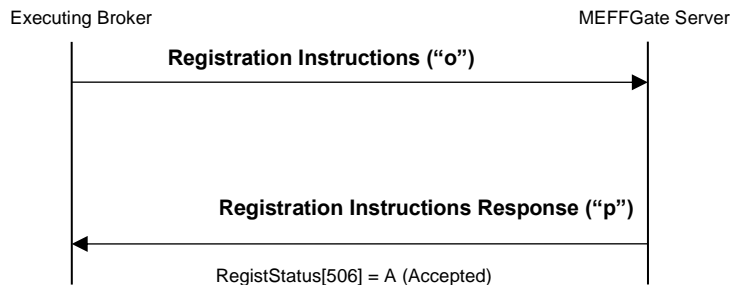 Executing Broker
MEFFGate Server
Registration Instructions (“o”)
Registration Instructions Response (“p”)
RegistStatus[506] = A (Accepted)